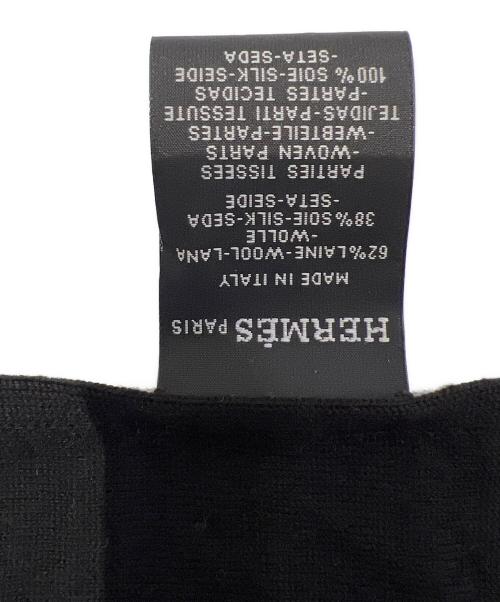 HERMÈS PARIS
MADE IN ITALY
62%LAINE-WOOL-LANA
-WOLLE
38% SOIE-SILK-SEDA
-SETA-SEIDE
PARTIES TISSEES
-WOVEN PARTS
-WEBTEILE-PARTES
TEJIDAS-PARTI TESSUTE
-PARTES TECIDAS
100% SOIE-SILK-SEIDE
-SETA-SEDA